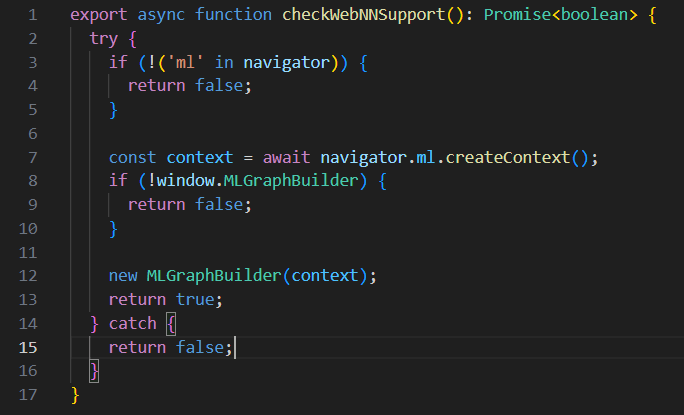 1 export async function checkWebNNSupport(): Promise<boolean> {
2 try {
3 if (!('ml' in navigator)) {
4 return false;
5 }
6
7 const context = await navigator.ml.createContext();
8 if (!window.MLGraphBuilder) {
9 return false;
10 }
11
12 new MLGraphBuilder(context);
13 return true;
14 } catch {
15 return false;
16 }
17 }